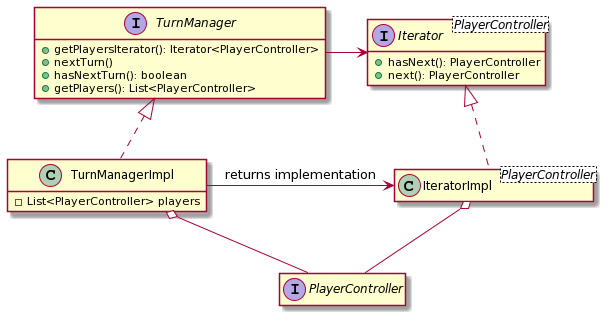 I TurnManager
getPlayersIterator(): Iterator<PlayerController>
nextTurn()
hasNextTurn(): boolean
getPlayers(): List<PlayerController>
PlayerController
I Iterator
hasNext(): PlayerController
next(): PlayerController
C TurnManagerImpl
List<PlayerController> players
returns implementation
PlayerController
C IteratorImpl
I PlayerController